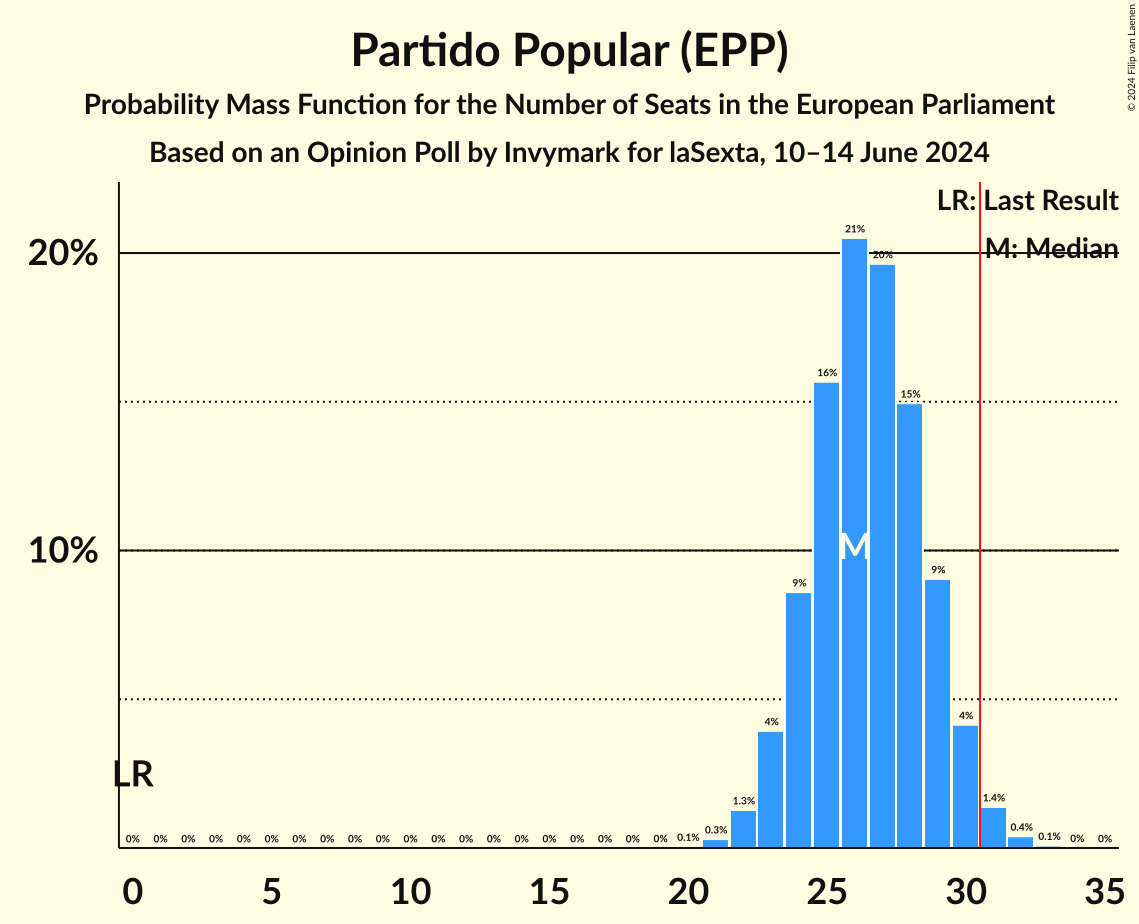 Partido Popular (EPP)
Probability Mass Function for the Number of Seats in the European Parliament
Based on an Opinion Poll by Invymark for laSexta, 10–14 June 2024
© 2024 Filip van Laenen
LR: Last Result
M: Median
20%
10%
LR
M
0% 0% 0% 0% 0% 0% 0% 0% 0% 0% 0% 0% 0% 0% 0% 0% 0% 0% 0% 0% 0.1% 0.3% 1.3% 4% 9% 16% 21% 20% 15% 9% 4% 1.4% 0.4% 0.1% 0% 0%
0 5 10 15 20 25 30 35